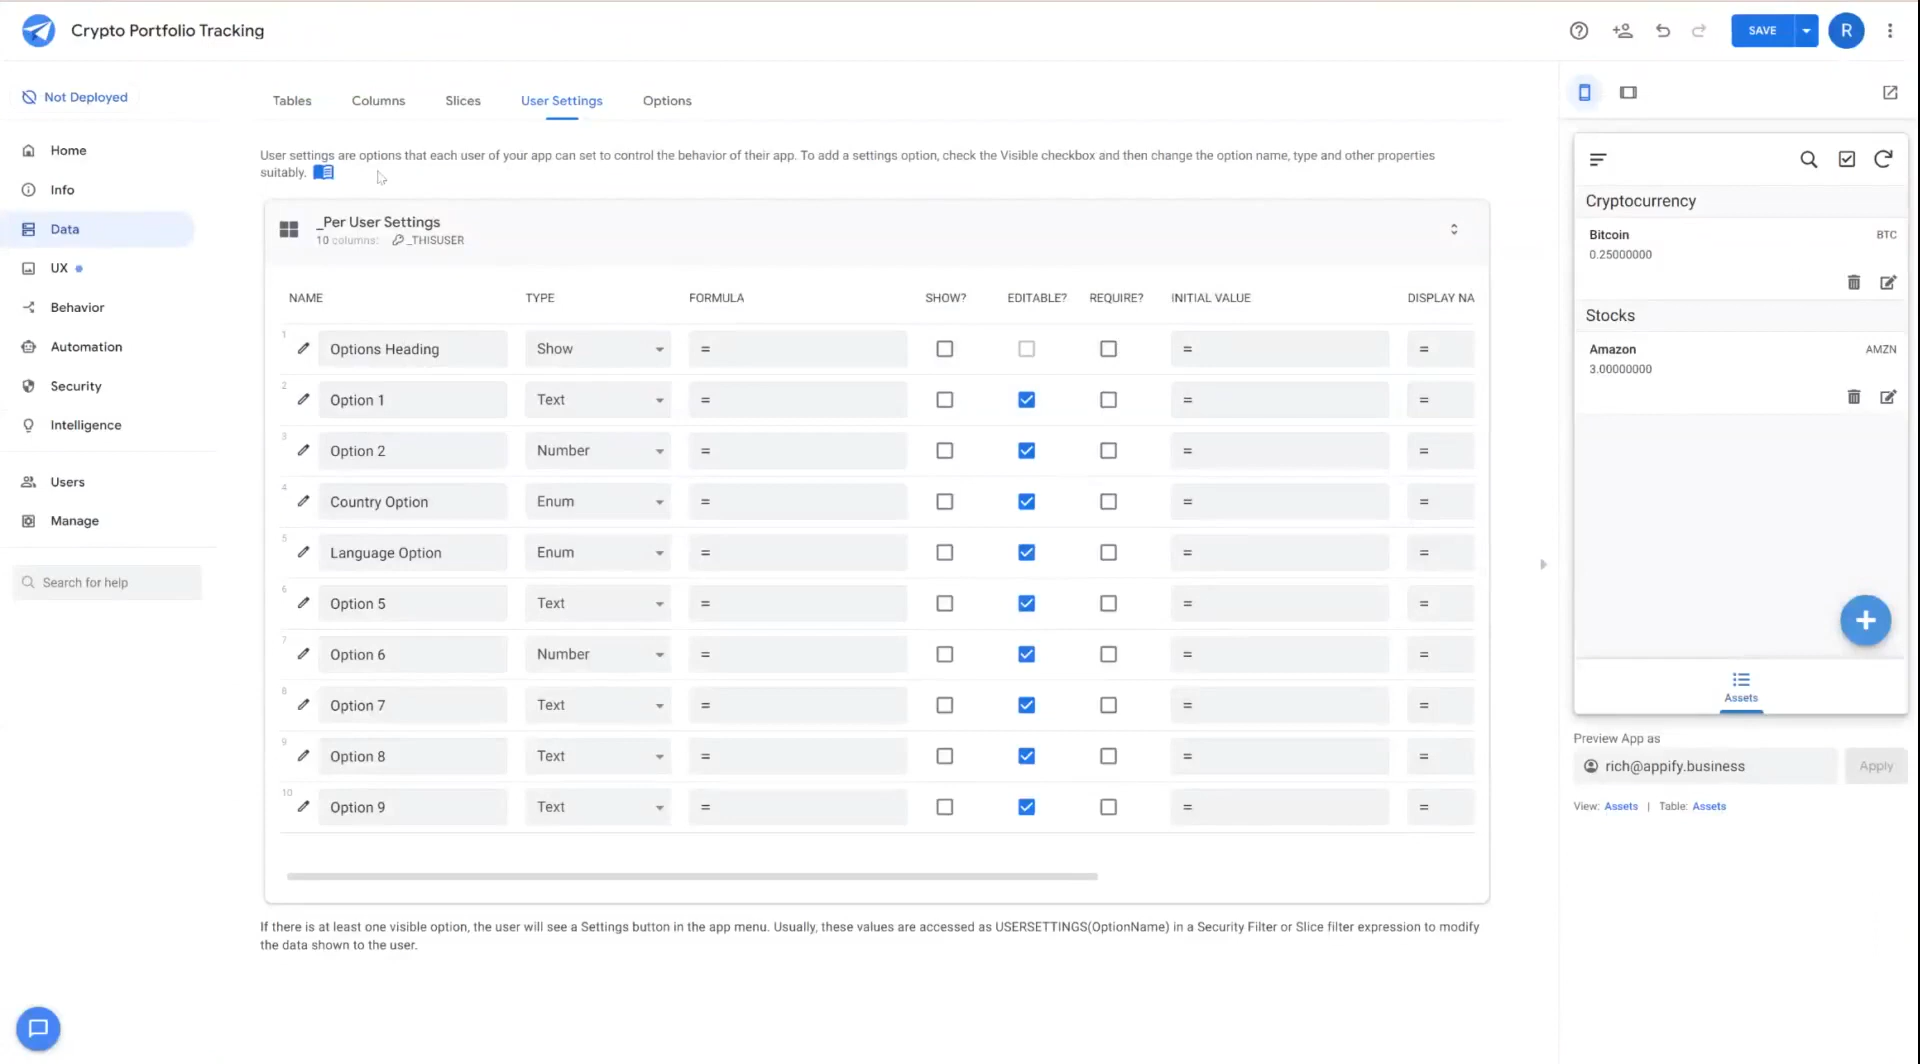 Crypto Portfolio Tracking
SAVE
R
Not Deployed
Home
Info
Data
UX
Behavior
Automation
Security
Intelligence
Users
Manage
Search for help
Tables
Columns
Slices
User Settings
Options
User settings are options that each user of your app can set to control the behavior of their app. To add a settings option, check the Visible checkbox and then change the option name, type and other properties
suitably.
_Per User Settings
10 columns: _THISUSER
NAME TYPE FORMULA SHOW? EDITABLE? REQUIRE? INITIAL VALUE DISPLAY NA
1 Options Heading Show = = =
2 Option 1 Text = = =
3 Option 2 Number = = =
4 Country Option Enum = = =
5 Language Option Enum = = =
6 Option 5 Text = = =
7 Option 6 Number = = =
8 Option 7 Text = = =
9 Option 8 Text = = =
10 Option 9 Text = = =
If there is at least one visible option, the user will see a Settings button in the app menu. Usually, these values are accessed as USERSETTINGS(OptionName) in a Security Filter or Slice filter expression to modify
the data shown to the user.
Cryptocurrency
Bitcoin BTC
0.25000000
Stocks
Amazon AMZN
3.00000000
Assets
Preview App as
rich@appify.business Apply
View: Assets | Table: Assets